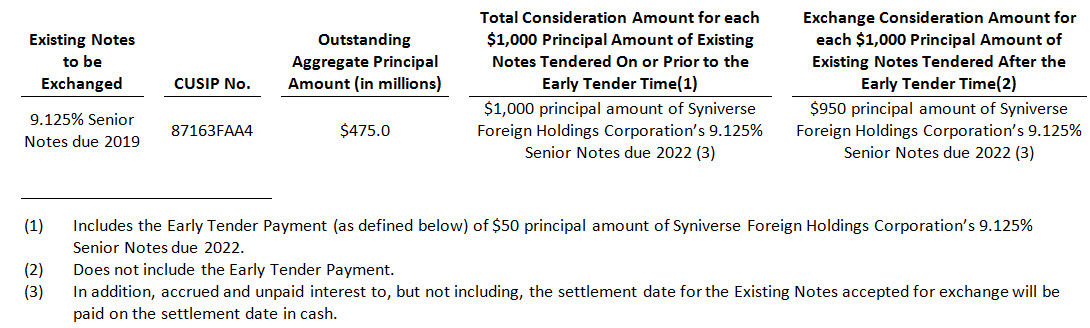 Existing Notes
to be
Exchanged
CUSIP No.
Outstanding
Aggregate Principal
Amount (in millions)
Total Consideration Amount for each
$1,000 Principal Amount of Existing
Notes Tendered On or Prior to the
Early Tender Time(1)
Exchange Consideration Amount for
each $1,000 Principal Amount of
Existing Notes Tendered After the
Early Tender Time(2)
9.125% Senior
Notes due 2019
87163FAA4
$475.0
$1,000 principal amount of Syniverse
Foreign Holdings Corporation’s 9.125%
Senior Notes due 2022 (3)
$950 principal amount of Syniverse
Foreign Holdings Corporation’s 9.125%
Senior Notes due 2022 (3)
(1) Includes the Early Tender Payment (as defined below) of $50 principal amount of Syniverse Foreign Holdings Corporation’s 9.125%
Senior Notes due 2022.
(2) Does not include the Early Tender Payment.
(3) In addition, accrued and unpaid interest to, but not including, the settlement date for the Existing Notes accepted for exchange will be
paid on the settlement date in cash.